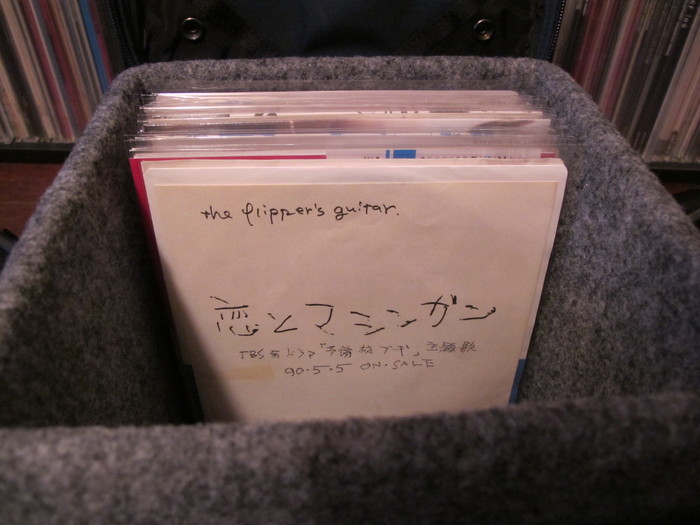 the flipper's guitar.
恋とマシンガン
TBS系ドラマ「予備校ブギ」主題歌
90.5.5 ON.SALE